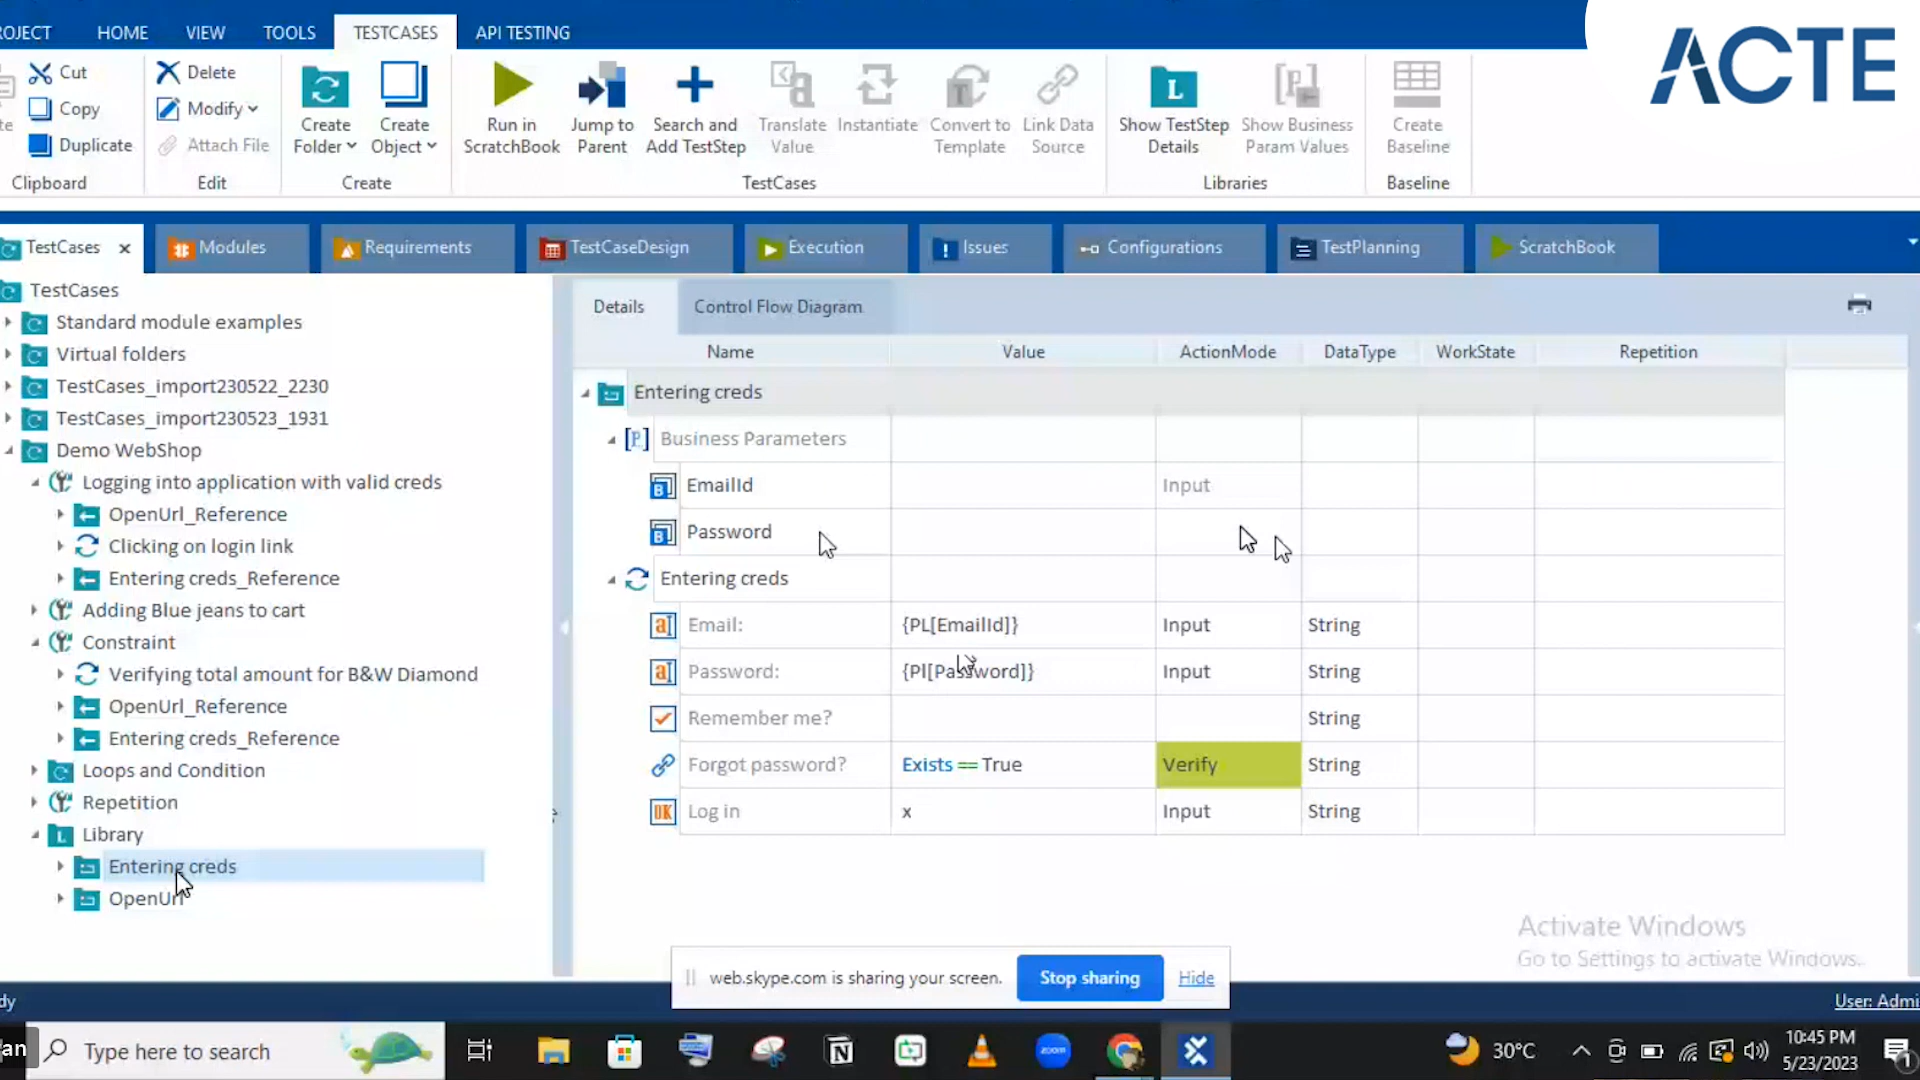 ROJECT HOME VIEW TOOLS TESTCASES API TESTING
ACTE
Cut
Copy
Duplicate
Clipboard
Delete
Modify
Attach File
Edit
Create Folder
Create Object
Create
Run in ScratchBook
Jump to Parent
Search and Add TestStep
Translate Value
Instantiate
Convert to Template
Link Data Source
TestCases
Show TestStep Details
Show Business Param Values
Libraries
Create Baseline
Baseline
TestCases Modules Requirements TestCaseDesign Execution Issues Configurations TestPlanning ScratchBook
TestCases
Standard module examples
Virtual folders
TestCases_import230522_2230
TestCases_import230523_1931
Demo WebShop
Logging into application with valid creds
OpenUrl_Reference
Clicking on login link
Entering creds_Reference
Adding Blue jeans to cart
Constraint
Verifying total amount for B&W Diamond
OpenUrl_Reference
Entering creds_Reference
Loops and Condition
Repetition
Library
Entering creds
OpenUrl
Details Control Flow Diagram
Name Value ActionMode DataType WorkState Repetition
Entering creds
Business Parameters
EmailId Input
Password
Entering creds
Email: {PL[EmailId]} Input String
Password: {Pl[Password]} Input String
Remember me? String
Forgot password? Exists == True Verify String
Log in x Input String
Activate Windows
Go to Settings to activate Windows.
web.skype.com is sharing your screen. Stop sharing Hide
dy
User: Admi
an
Type here to search
zoom
30°C
10:45 PM
5/23/2023
1